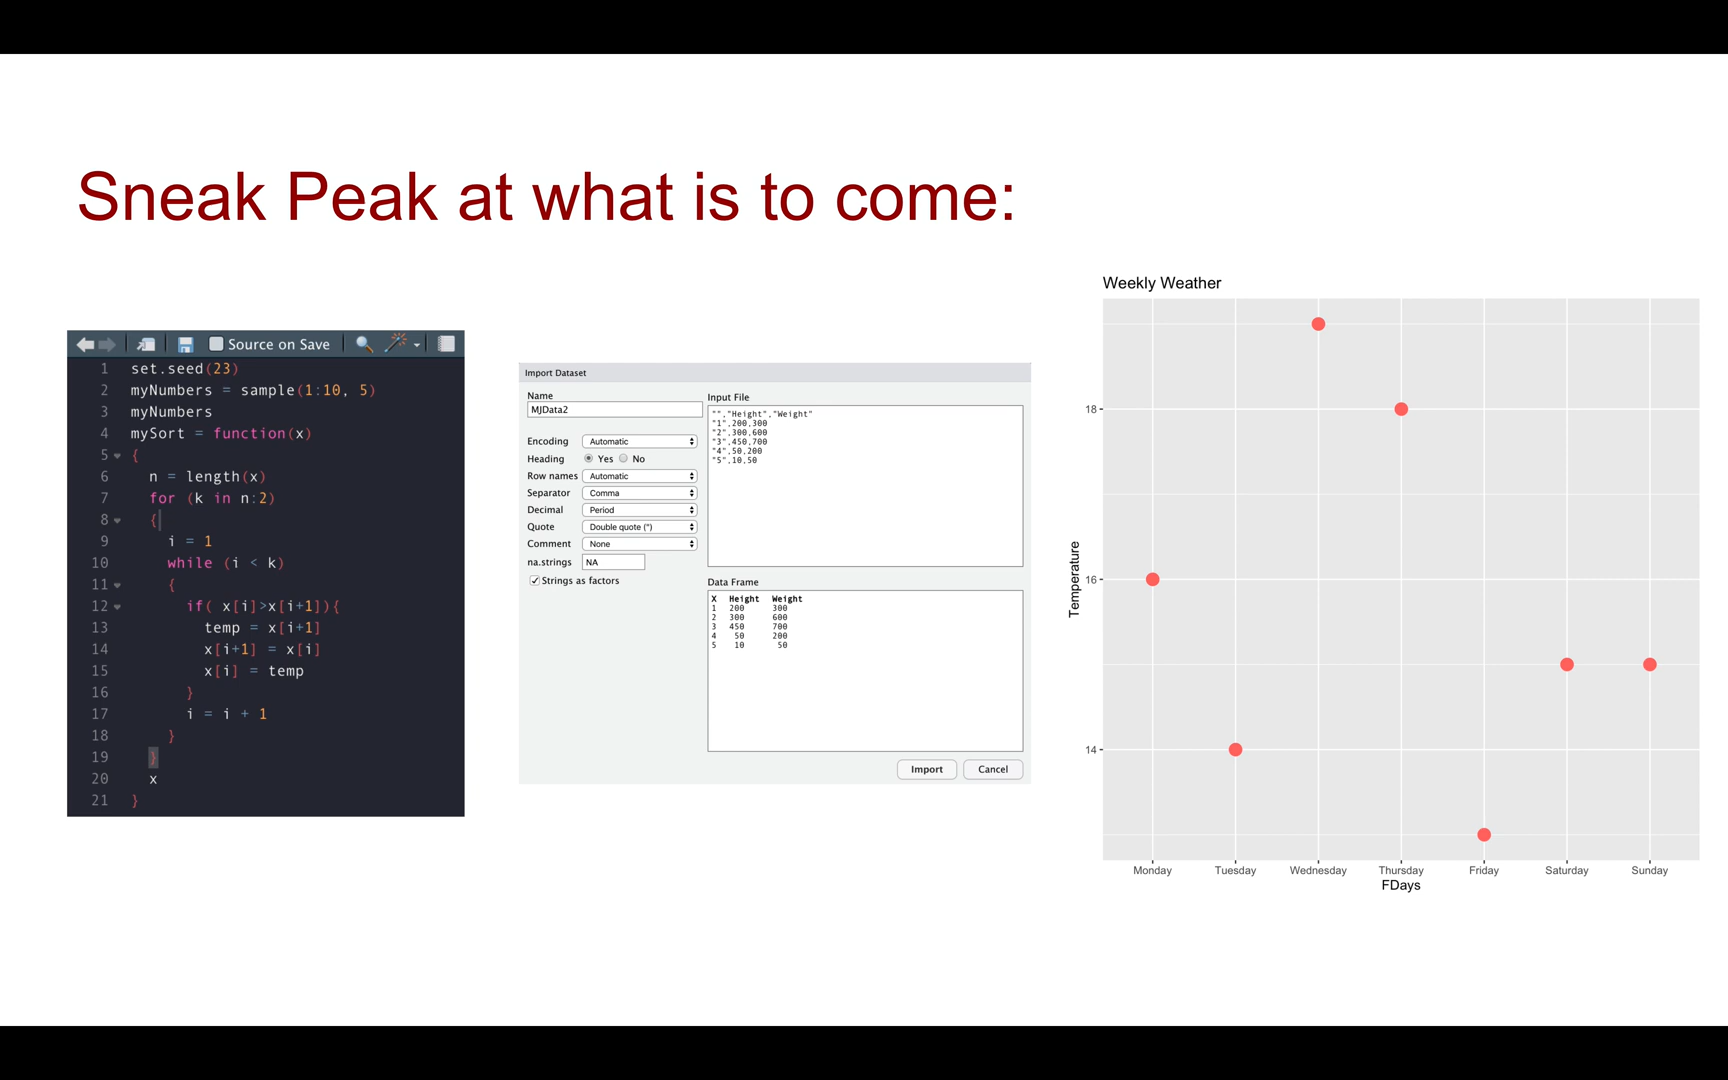 Sneak Peak at what is to come:
Source on Save
1 set.seed(23)
2 myNumbers = sample(1:10, 5)
3 myNumbers
4 mySort = function(x)
5 {
6 n = length(x)
7 for (k in n:2)
8 {
9 i = 1
10 while (i < k)
11 {
12 if( x[i]>x[i+1]){
13 temp = x[i+1]
14 x[i+1] = x[i]
15 x[i] = temp
16 }
17 i = i + 1
18 }
19 }
20 x
21 }
Import Dataset
Name
MJData2
Encoding Automatic
Heading Yes No
Row names Automatic
Separator Comma
Decimal Period
Quote Double quote (")
Comment None
na.strings NA
Strings as factors
Input File
"","Height","Weight"
"1",200,300
"2",300,600
"3",450,700
"4",50,200
"5",10,50
Data Frame
X Height Weight
1 200 300
2 300 600
3 450 700
4 50 200
5 10 50
Import Cancel
Weekly Weather
Temperature
18
16
14
Monday Tuesday Wednesday Thursday Friday Saturday Sunday
FDays